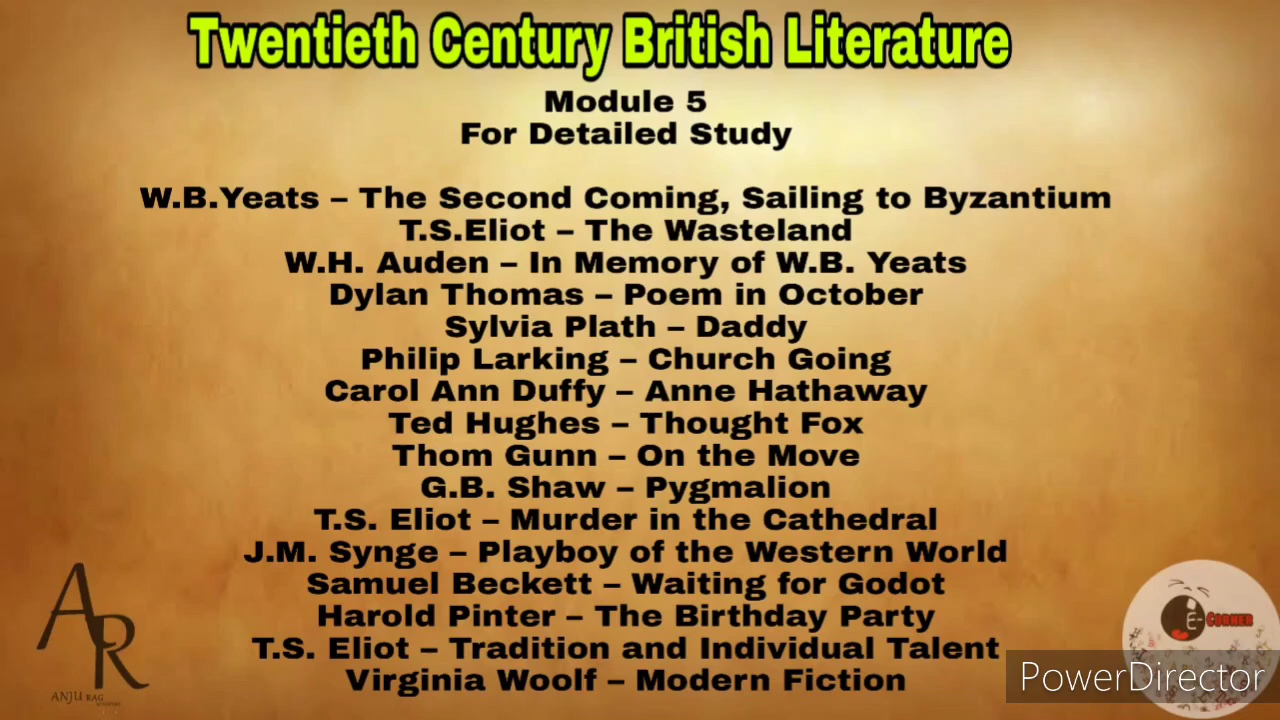 Twentieth Century British Literature
Module 5
For Detailed Study
W.B.Yeats – The Second Coming, Sailing to Byzantium
T.S.Eliot – The Wasteland
W.H. Auden – In Memory of W.B. Yeats
Dylan Thomas – Poem in October
Sylvia Plath – Daddy
Philip Larking – Church Going
Carol Ann Duffy – Anne Hathaway
Ted Hughes – Thought Fox
Thom Gunn – On the Move
G.B. Shaw – Pygmalion
T.S. Eliot – Murder in the Cathedral
J.M. Synge – Playboy of the Western World
Samuel Beckett – Waiting for Godot
Harold Pinter – The Birthday Party
T.S. Eliot – Tradition and Individual Talent
Virginia Woolf – Modern Fiction
AR
ANJU RAG
E-CORNER
PowerDirector